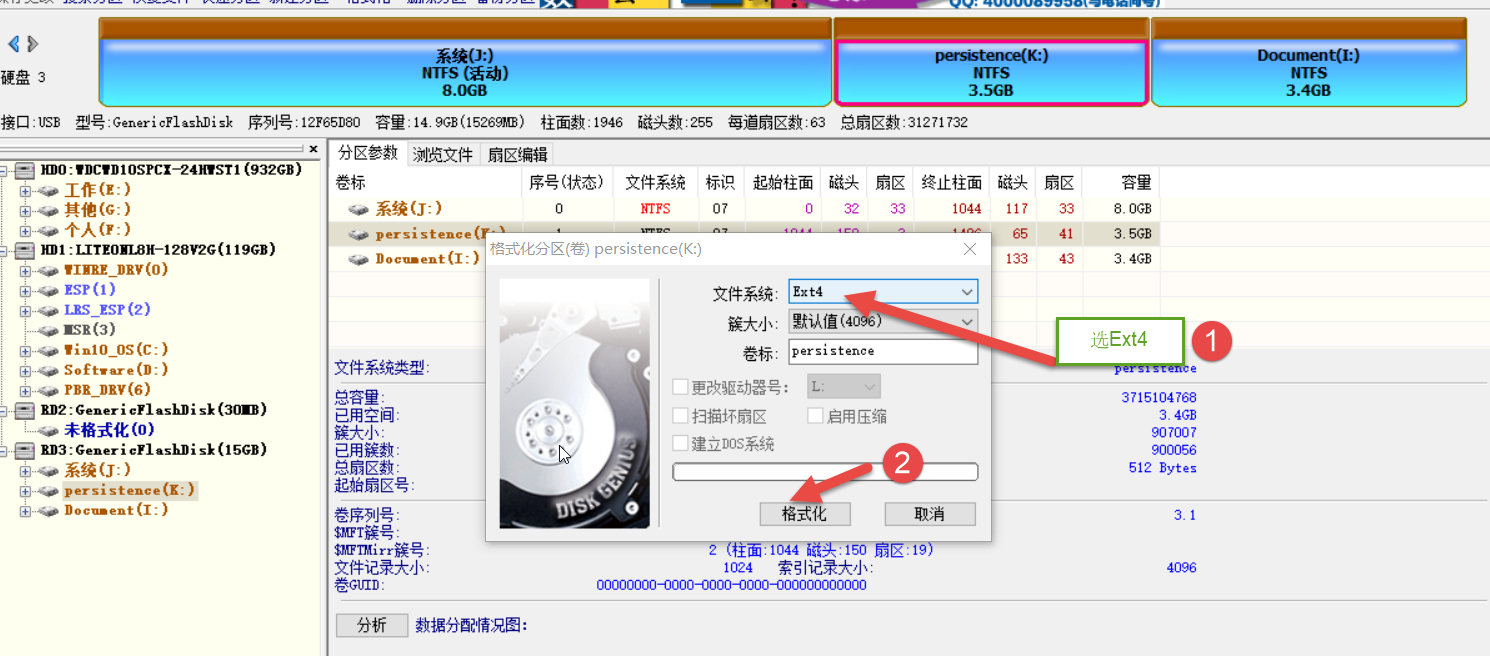 QQ: 4000089958(与电话同号)
系统(J:)
NTFS (活动)
8.0GB
persistence(K:)
NTFS
3.5GB
Document(I:)
NTFS
3.4GB
硬盘 3
接口:USB 型号:GenericFlashDisk 序列号:12F65D80 容量:14.9GB(15269MB) 柱面数:1946 磁头数:255 每道扇区数:63 总扇区数:31271732
HD0:WDCWD10SPCX-24HWST1(932GB)
工作(E:)
其他(G:)
个人(F:)
HD1:LITEONL8H-128V2G(119GB)
WINRE_DRV(0)
ESP(1)
LRS_ESP(2)
MSR(3)
Win10_OS(C:)
Software(D:)
PBR_DRV(6)
RD2:GenericFlashDisk(30MB)
未格式化(0)
RD3:GenericFlashDisk(15GB)
系统(J:)
persistence(K:)
Document(I:)
分区参数 浏览文件 扇区编辑
卷标 序号(状态) 文件系统 标识 起始柱面 磁头 扇区 终止柱面 磁头 扇区 容量
系统(J:) 0 NTFS 07 0 32 33 1044 117 33 8.0GB
persistence(K:) 65 41 3.5GB
Document(I:) 133 43 3.4GB
格式化分区(卷) persistence(K:)
文件系统: Ext4
簇大小: 默认值(4096)
卷标: persistence
更改驱动器号: L:
扫描坏扇区 启用压缩
建立DOS系统
DISK GENIUS
格式化 取消
选Ext4
1
2
文件系统类型:
persistence
总容量: 3715104768
已用空间: 3.4GB
簇大小: 907007
已用簇数: 900056
总扇区数: 512 Bytes
起始扇区号:
卷序列号: 3.1
$MFT簇号:
$MFTMirr簇号: 2 (柱面:1044 磁头:150 扇区:19)
文件记录大小: 1024 索引记录大小: 4096
卷GUID: 00000000-0000-0000-0000-000000000000
分析 数据分配情况图: